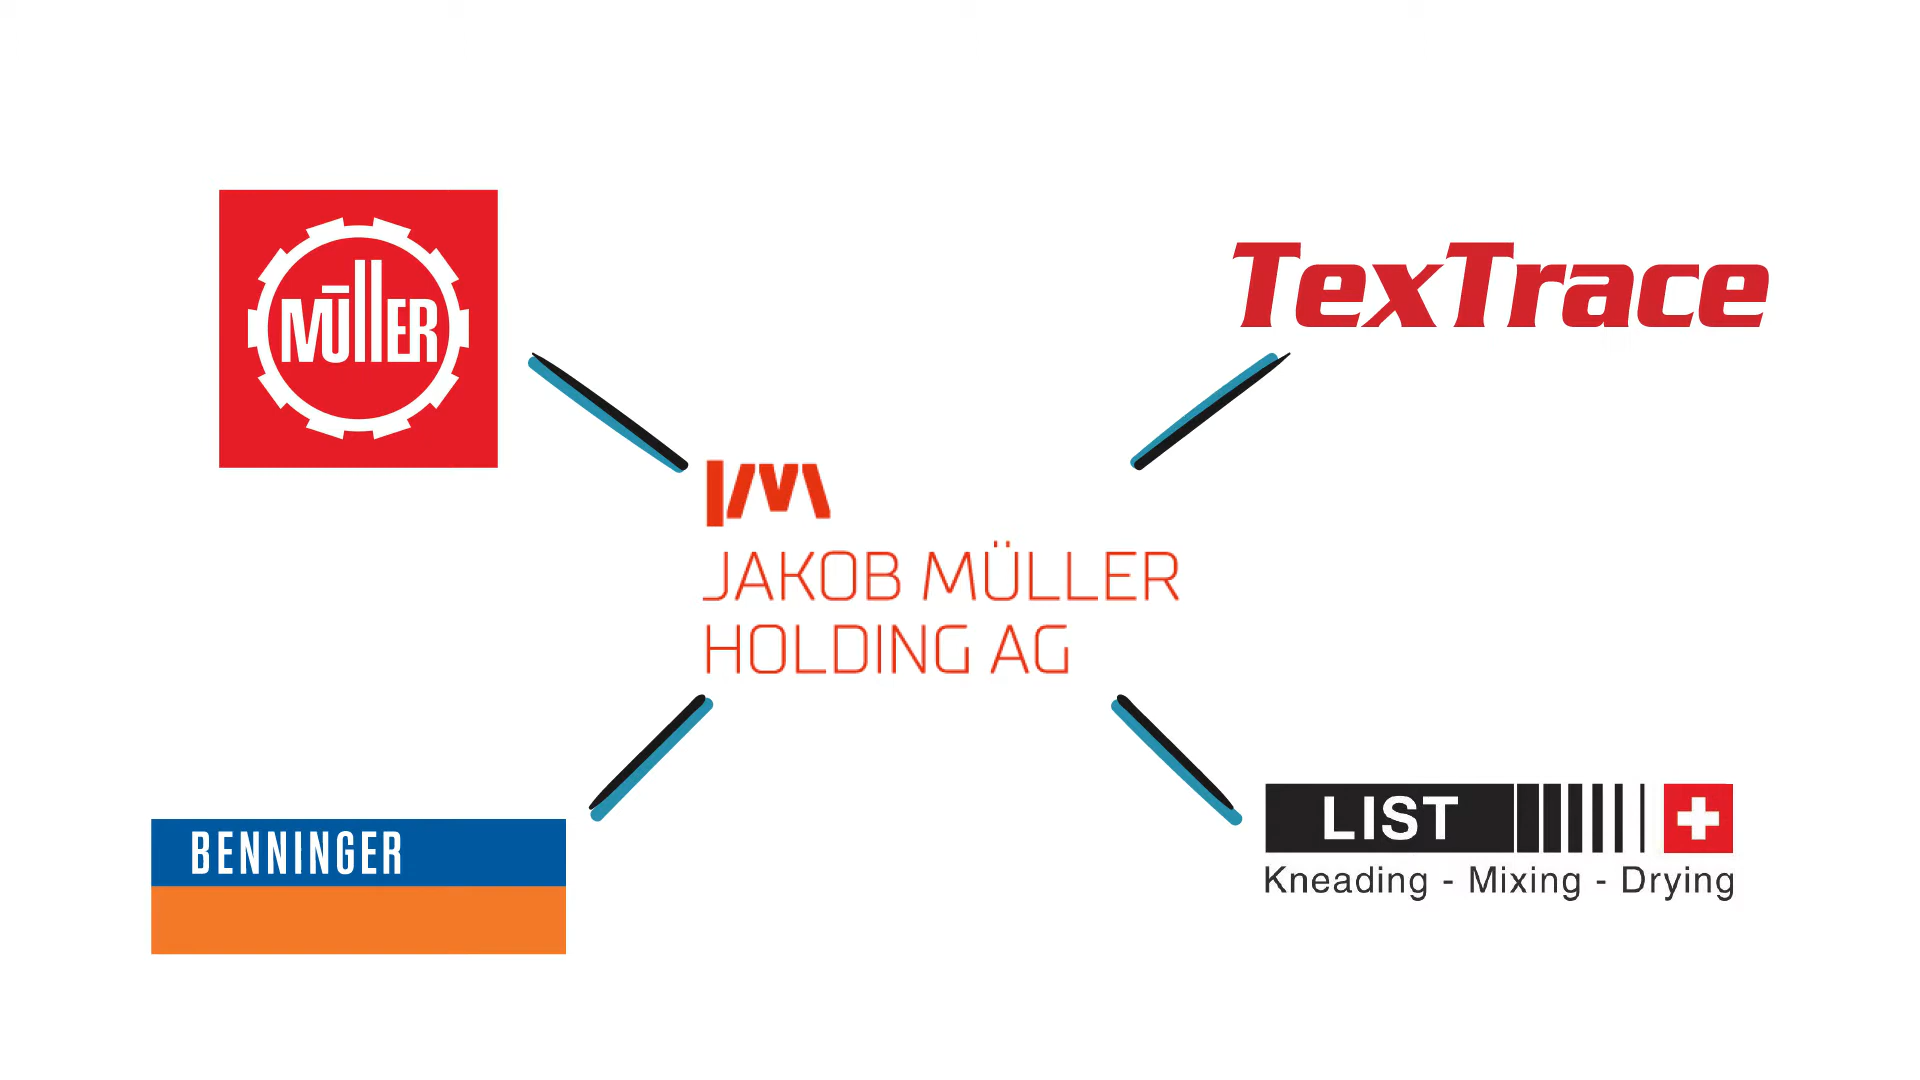 MÜLLER
TexTrace
JAKOB MÜLLER
HOLDING AG
BENNINGER
LIST
Kneading - Mixing - Drying